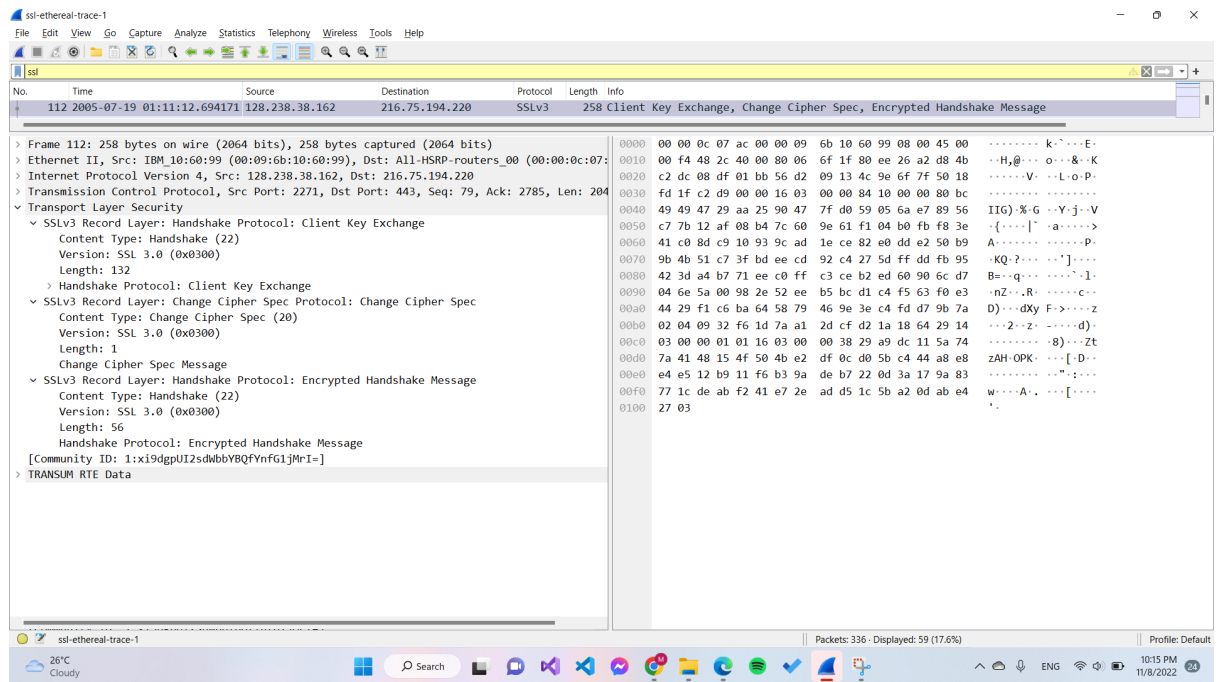 ssl-ethereal-trace-1
File Edit View Go Capture Analyze Statistics Telephony Wireless Tools Help
ssl
No. Time Source Destination Protocol Length Info
112 2005-07-19 01:11:12.694171 128.238.38.162 216.75.194.220 SSLv3 258 Client Key Exchange, Change Cipher Spec, Encrypted Handshake Message
Frame 112: 258 bytes on wire (2064 bits), 258 bytes captured (2064 bits)
Ethernet II, Src: IBM_10:60:99 (00:09:6b:10:60:99), Dst: All-HSRP-routers_00 (00:00:0c:07:
Internet Protocol Version 4, Src: 128.238.38.162, Dst: 216.75.194.220
Transmission Control Protocol, Src Port: 2271, Dst Port: 443, Seq: 79, Ack: 2785, Len: 204
Transport Layer Security
SSLv3 Record Layer: Handshake Protocol: Client Key Exchange
Content Type: Handshake (22)
Version: SSL 3.0 (0x0300)
Length: 132
Handshake Protocol: Client Key Exchange
SSLv3 Record Layer: Change Cipher Spec Protocol: Change Cipher Spec
Content Type: Change Cipher Spec (20)
Version: SSL 3.0 (0x0300)
Length: 1
Change Cipher Spec Message
SSLv3 Record Layer: Handshake Protocol: Encrypted Handshake Message
Content Type: Handshake (22)
Version: SSL 3.0 (0x0300)
Length: 56
Handshake Protocol: Encrypted Handshake Message
[Community ID: 1:xi9dgpUI2sdWbbYBQfYnfG1jMrI=]
TRANSUM RTE Data
0000 00 00 0c 07 ac 00 00 09 6b 10 60 99 08 00 45 00 ········ k·`···E·
0010 00 f4 48 2c 40 00 80 06 6f 1f 80 ee 26 a2 d8 4b ··H,@··· o···&··K
0020 c2 dc 08 df 01 bb 56 d2 09 13 4c 9e 6f 7f 50 18 ······V· ··L·o·P·
0030 fd 1f c2 d9 00 00 16 03 00 00 84 10 00 00 80 bc ········ ········
0040 49 49 47 29 aa 25 90 47 7f d0 59 05 6a e7 89 56 IIG)·%·G ··Y·j··V
0050 c7 7b 12 af 08 b4 7c 60 9e 61 f1 04 b0 fb f8 3e ·{····|` ·a·····>
0060 41 c0 8d c9 10 93 9c ad 1e ce 82 e0 dd e2 50 b9 A······· ······P·
0070 9b 4b 51 c7 3f bd ee cd 92 c4 27 5d ff dd fb 95 ·KQ·?··· ··']····
0080 42 3d a4 b7 71 ee c0 ff c3 ce b2 ed 60 90 6c d7 B=··q··· ····`·l·
0090 04 6e 5a 00 98 2e 52 ee b5 bc d1 c4 f5 63 f0 e3 ·nZ··.R· ·····c··
00a0 44 29 f1 c6 ba 64 58 79 46 9e 3e c4 fd d7 9b 7a D)···dXy F·>····z
00b0 02 04 09 32 f6 1d 7a a1 2d cf d2 1a 18 64 29 14 ···2··z· -····d)·
00c0 03 00 00 01 01 16 03 00 00 38 29 a9 dc 11 5a 74 ········ ·8)···Zt
00d0 7a 41 48 15 4f 50 4b e2 df 0c d0 5b c4 44 a8 e8 zAH·OPK· ···[·D··
00e0 e4 e5 12 b9 11 f6 b3 9a de b7 22 0d 3a 17 9a 83 ········ ··"·:···
00f0 77 1c de ab f2 41 e7 2e ad d5 1c 5b a2 0d ab e4 w····A·. ···[····
0100 27 03 '·
ssl-ethereal-trace-1 Packets: 336 · Displayed: 59 (17.6%) Profile: Default
26°C
Cloudy
Search
ENG
10:15 PM
11/8/2022
24